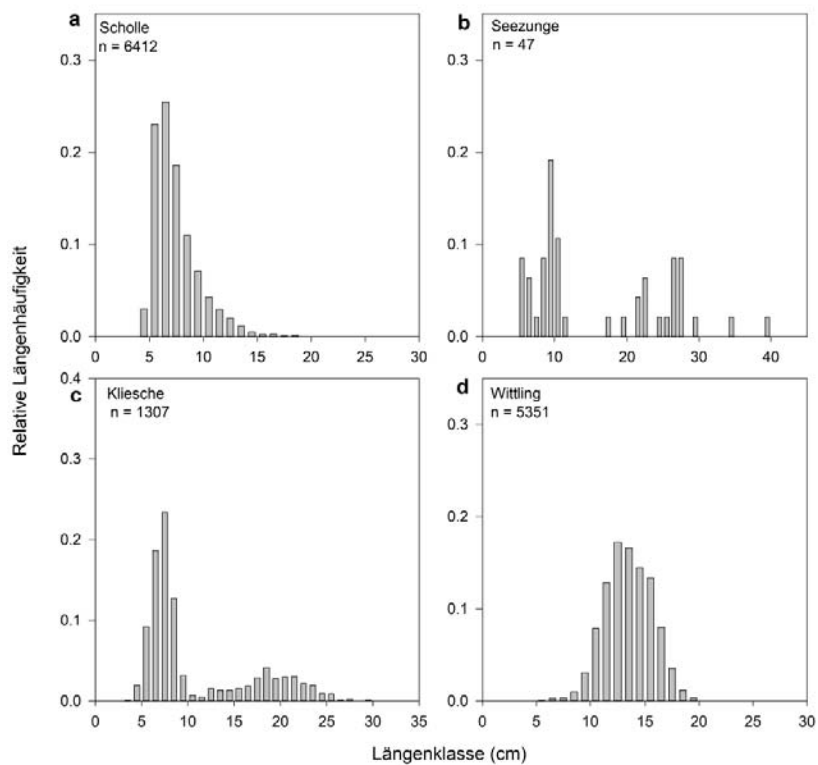 a
Scholle
n = 6412
0.3
0.2
0.1
0.0
0 5 10 15 20 25 30
b
Seezunge
n = 47
0.3
0.2
0.1
0.0
0 10 20 30 40
Relative Längenhäufigkeit
c
Kliesche
n = 1307
0.4
0.3
0.2
0.1
0.0
0 5 10 15 20 25 30 35
d
Wittling
n = 5351
0.3
0.2
0.1
0.0
0 5 10 15 20 30
Längenklasse (cm)